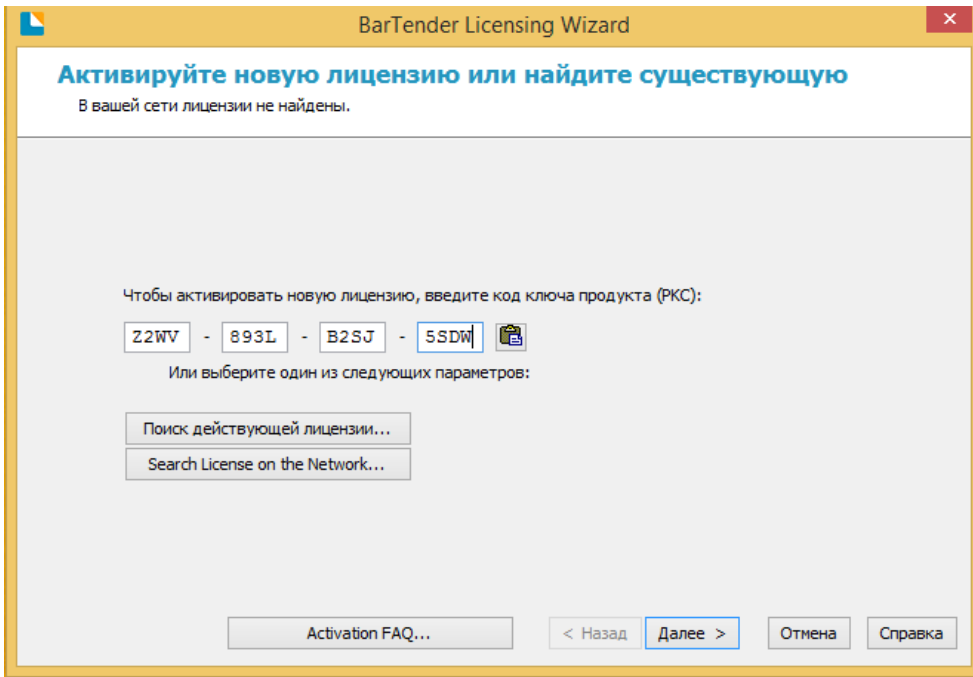 BarTender Licensing Wizard
Активируйте новую лицензию или найдите существующую
В вашей сети лицензии не найдены.
Чтобы активировать новую лицензию, введите код ключа продукта (PKC):
Z2WV - 893L - B2SJ - 5SDW
Или выберите один из следующих параметров:
Поиск действующей лицензии...
Search License on the Network...
Activation FAQ... < Назад Далее > Отмена Справка